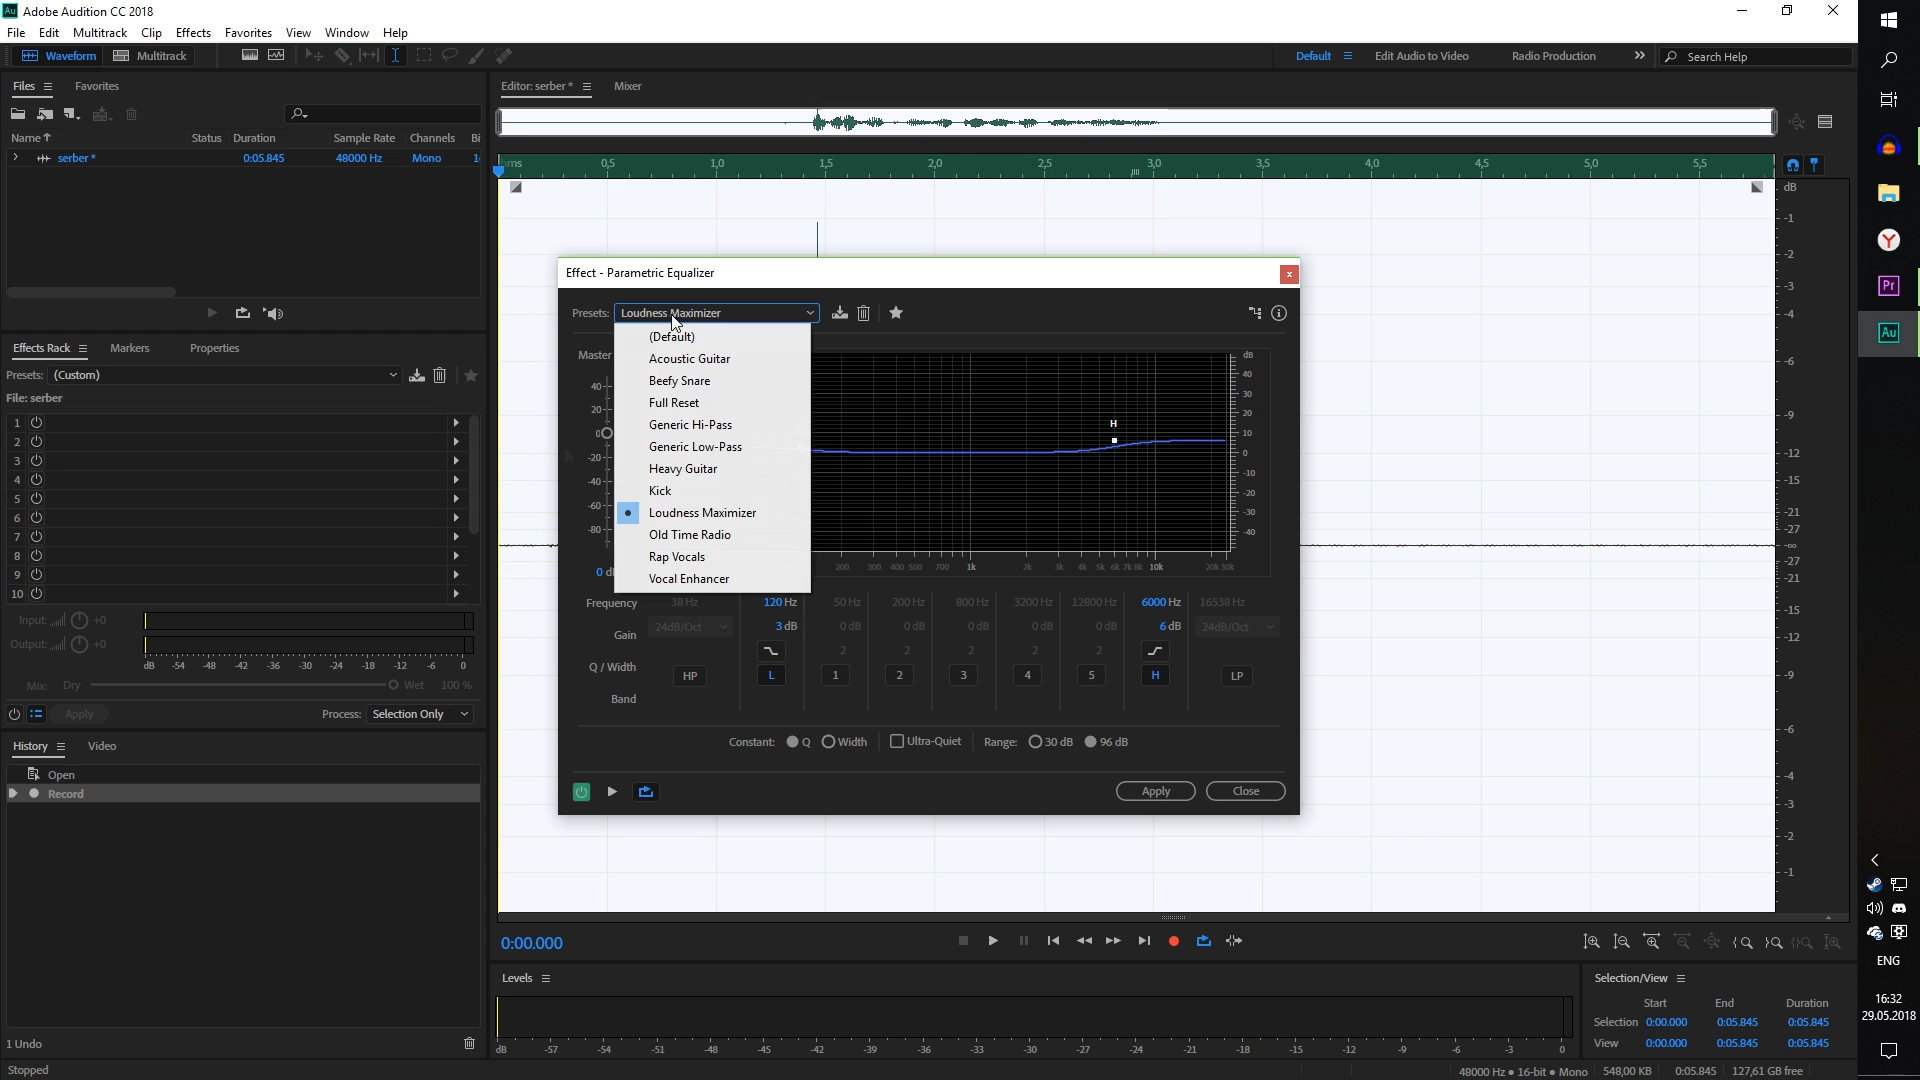 Au Adobe Audition CC 2018
File Edit Multitrack Clip Effects Favorites View Window Help
Waveform Multitrack Default Edit Audio to Video Radio Production Search Help
Files Favorites
Name Status Duration Sample Rate Channels Bi
serber * 0:05.845 48000 Hz Mono 1
Effects Rack Markers Properties
Presets: (Custom)
File: serber
1
2
3
4
5
6
7
8
9
10
Input: +0
Output: +0
dB -54 -48 -42 -36 -30 -24 -18 -12 -6 0
Mix: Dry Wet 100 %
Apply Process: Selection Only
History Video
Open
Record
1 Undo
Stopped
Editor: serber * Mixer
hms 0,5 1,0 1,5 2,0 2,5 3,0 3,5 4,0 4,5 5,0 5,5
dB
-1
-2
-3
-4
-6
-9
-12
-15
-21
-27
-∞
-27
-21
-15
-12
-9
-6
-4
-3
-2
-1
Effect - Parametric Equalizer x
Presets: Loudness Maximizer
(Default)
Acoustic Guitar
Beefy Snare
Full Reset
Generic Hi-Pass
Generic Low-Pass
Heavy Guitar
Kick
Loudness Maximizer
Old Time Radio
Rap Vocals
Vocal Enhancer
Master
40
20
0
-20
-40
-60
-80
0 d
H
dB
40
30
20
10
0
-10
-20
-30
-40
200 300 400 500 700 1k 2k 3k 4k 5k 6k 7k 8k 10k 20k 30k
Frequency 38 Hz 120 Hz 50 Hz 200 Hz 800 Hz 3200 Hz 12800 Hz 6000 Hz 16538 Hz
Gain 24dB/Oct 3 dB 0 dB 0 dB 0 dB 0 dB 0 dB 6 dB 24dB/Oct
Q / Width 2 2 2 2 2
Band HP L 1 2 3 4 5 H LP
Constant: Q Width Ultra-Quiet Range: 30 dB 96 dB
Apply Close
0:00.000
Levels
dB -57 -54 -51 -48 -45 -42 -39 -36 -33 -30 -27 -24 -21 -18 -15 -12 -9 -6 -3 0
Selection/View
Start End Duration
Selection 0:00.000 0:05.845 0:05.845
View 0:00.000 0:05.845 0:05.845
48000 Hz • 16-bit • Mono 548,00 KB 0:05.845 127,61 GB free
Y
Pr
Au
ENG
16:32
29.05.2018